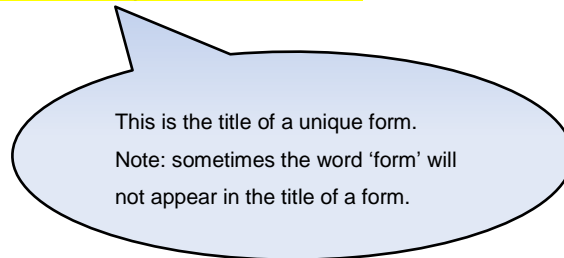 This is the title of a unique form.
Note: sometimes the word ‘form’ will
not appear in the title of a form.